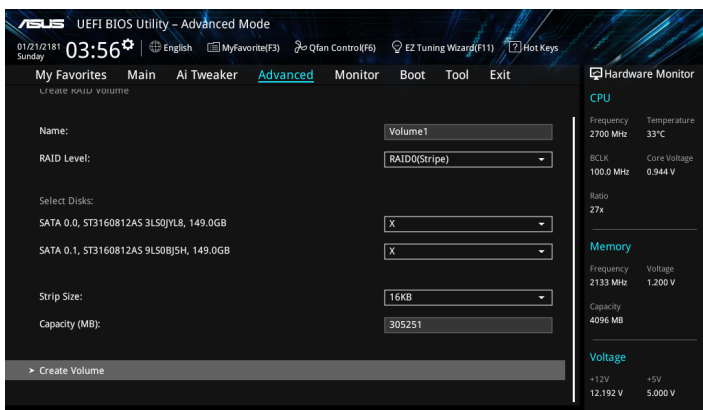 ASUS UEFI BIOS Utility – Advanced Mode
01/21/2181 Sunday 03:56 English MyFavorite(F3) Qfan Control(F6) EZ Tuning Wizard(F11) ? Hot Keys
My Favorites Main Ai Tweaker Advanced Monitor Boot Tool Exit
Create RAID Volume
Name: Volume1
RAID Level: RAID0(Stripe)
Select Disks:
SATA 0.0, ST3160812AS 3LS0JYL8, 149.0GB X
SATA 0.1, ST3160812AS 9LS0BJ5H, 149.0GB X
Strip Size: 16KB
Capacity (MB): 305251
Create Volume
Hardware Monitor
CPU
Frequency Temperature
2700 MHz 33°C
BCLK Core Voltage
100.0 MHz 0.944 V
Ratio
27x
Memory
Frequency Voltage
2133 MHz 1.200 V
Capacity
4096 MB
Voltage
+12V +5V
12.192 V 5.000 V